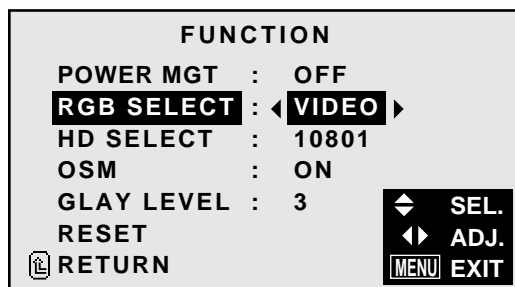 FUNCTION
POWER MGT : OFF
RGB SELECT : VIDEO
HD SELECT : 10801
OSM : ON
GLAY LEVEL : 3
RESET
RETURN
SEL.
ADJ.
MENU EXIT